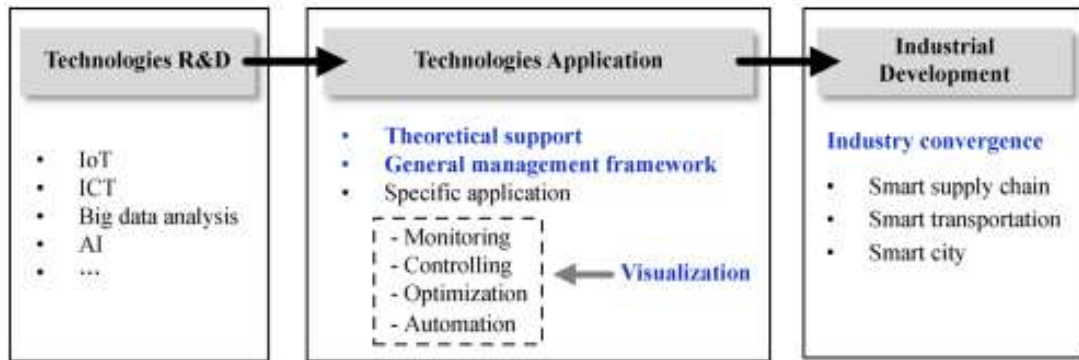 Technologies R&D
• IoT
• ICT
• Big data analysis
• AI
• ...
Technologies Application
• Theoretical support
• General management framework
• Specific application
- Monitoring
- Controlling
- Optimization
- Automation
Visualization
Industrial
Development
Industry convergence
• Smart supply chain
• Smart transportation
• Smart city